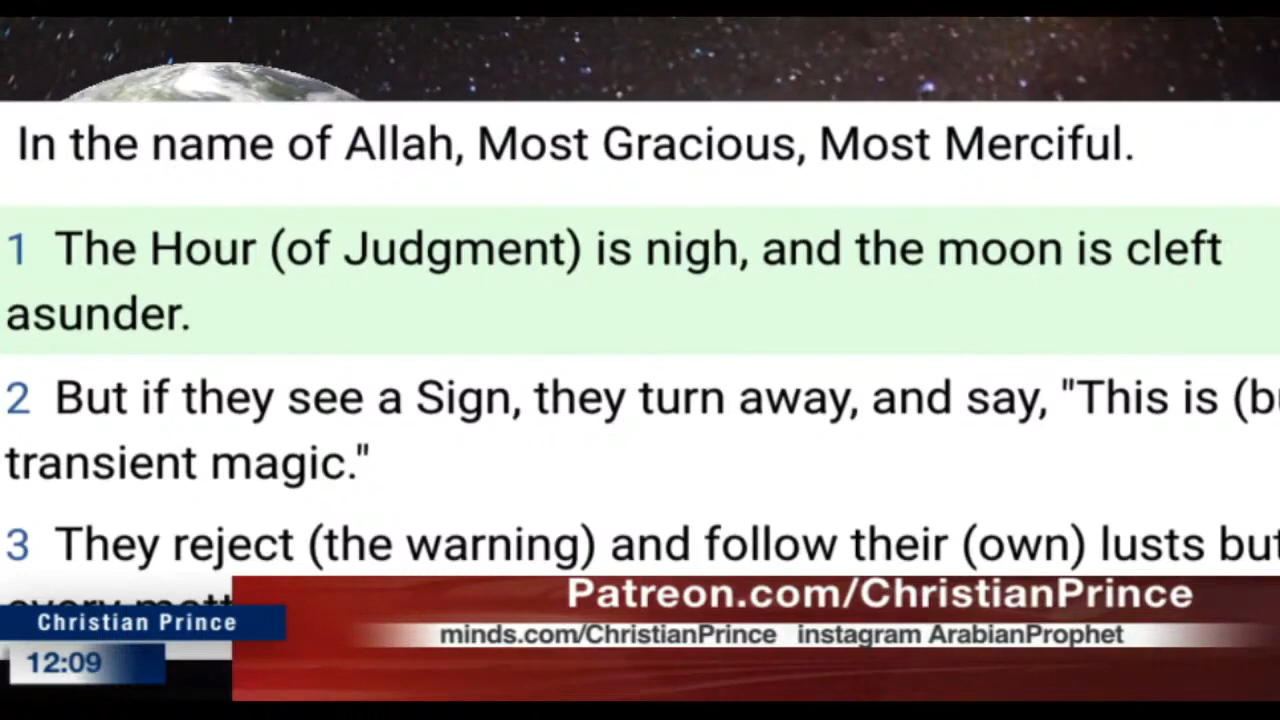 In the name of Allah, Most Gracious, Most Merciful.
1 The Hour (of Judgment) is nigh, and the moon is cleft
asunder.
2 But if they see a Sign, they turn away, and say, "This is
transient magic."
3 They reject (the warning) and follow their (own) lusts but
Patreon.com/ChristianPrince
Christian Prince
minds.com/ChristianPrince instagram ArabianProphet
12:09